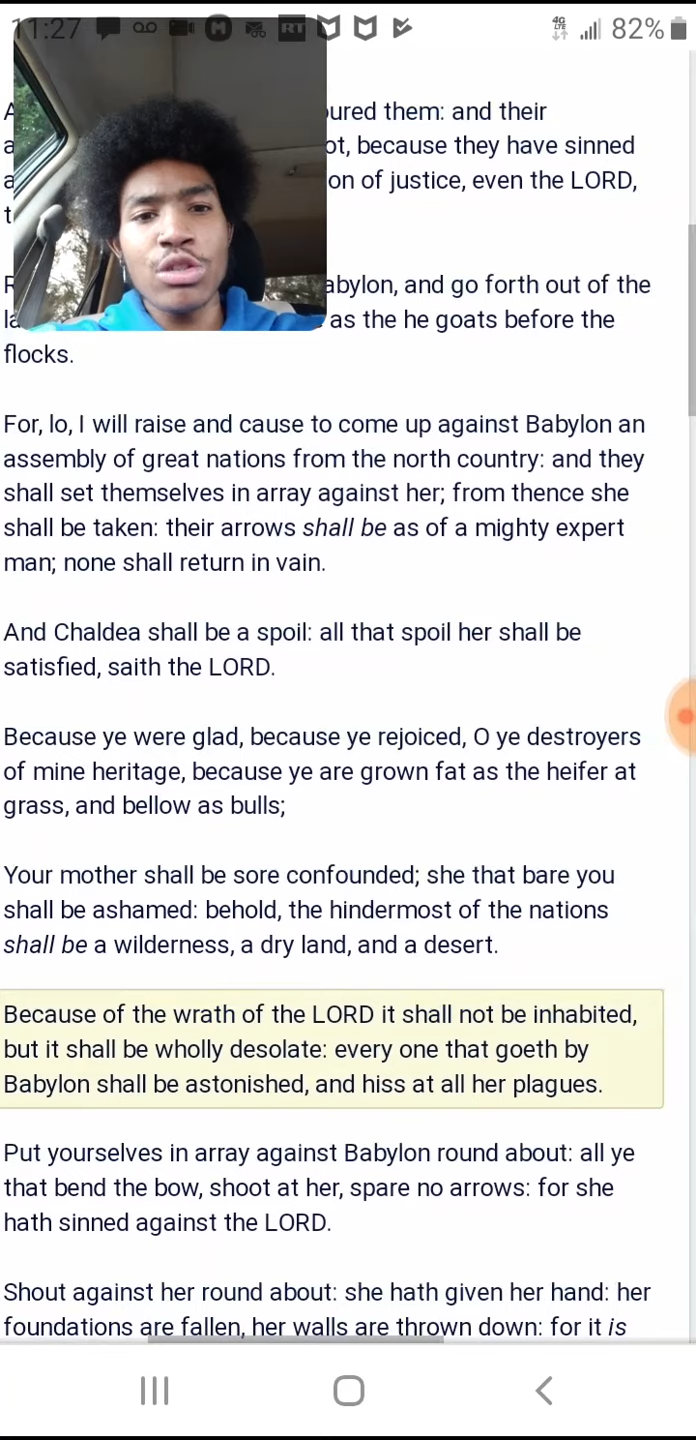 11:27
RT
4G
LTE
82%
ured them: and their
ot, because they have sinned
on of justice, even the LORD,
t
abylon, and go forth out of the
as the he goats before the
flocks.
For, lo, I will raise and cause to come up against Babylon an
assembly of great nations from the north country: and they
shall set themselves in array against her; from thence she
shall be taken: their arrows shall be as of a mighty expert
man; none shall return in vain.
And Chaldea shall be a spoil: all that spoil her shall be
satisfied, saith the LORD.
Because ye were glad, because ye rejoiced, O ye destroyers
of mine heritage, because ye are grown fat as the heifer at
grass, and bellow as bulls;
Your mother shall be sore confounded; she that bare you
shall be ashamed: behold, the hindermost of the nations
shall be a wilderness, a dry land, and a desert.
Because of the wrath of the LORD it shall not be inhabited,
but it shall be wholly desolate: every one that goeth by
Babylon shall be astonished, and hiss at all her plagues.
Put yourselves in array against Babylon round about: all ye
that bend the bow, shoot at her, spare no arrows: for she
hath sinned against the LORD.
Shout against her round about: she hath given her hand: her
foundations are fallen, her walls are thrown down: for it is